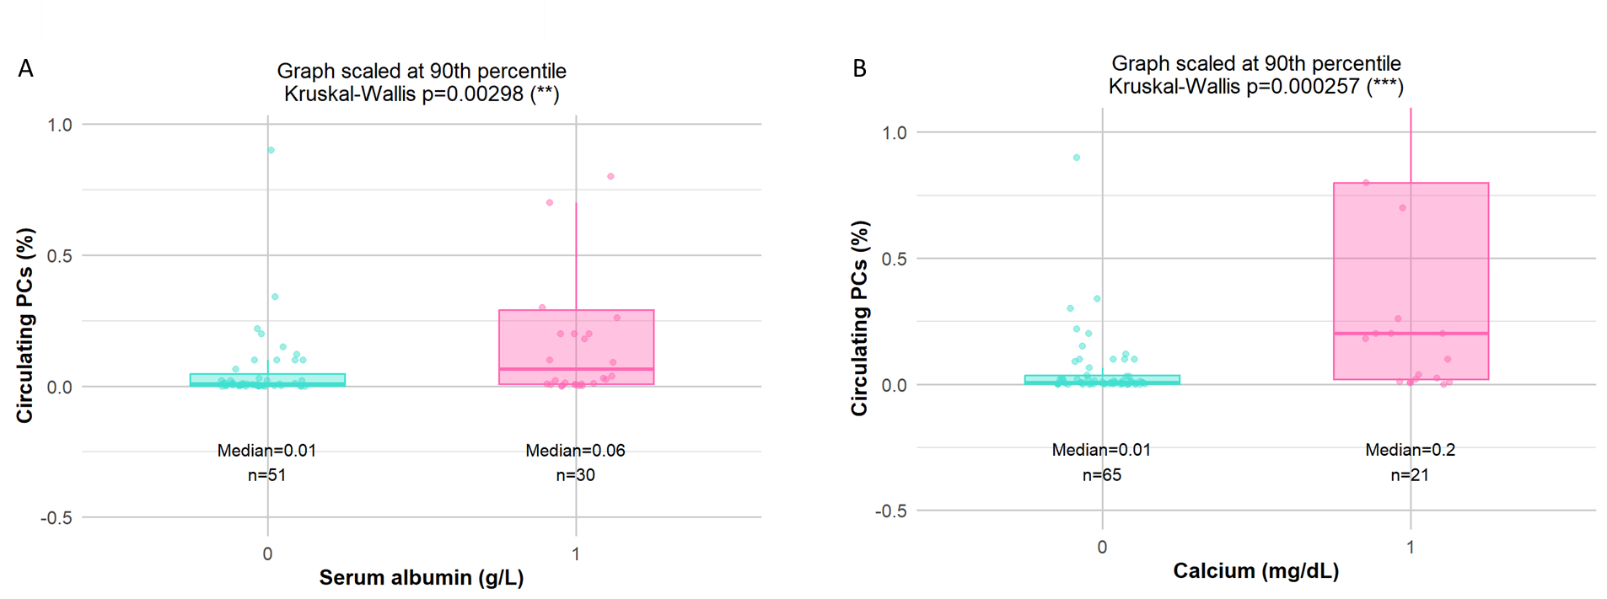 A
Graph scaled at 90th percentile
Kruskal-Wallis p=0.00298 (**)
1.0
0.5
0.0
-0.5
Circulating PCs (%)
Median=0.01
n=51
Median=0.06
n=30
0
1
Serum albumin (g/L)
B
Graph scaled at 90th percentile
Kruskal-Wallis p=0.000257 (***)
1.0
0.5
0.0
-0.5
Circulating PCs (%)
Median=0.01
n=65
Median=0.2
n=21
0
1
Calcium (mg/dL)